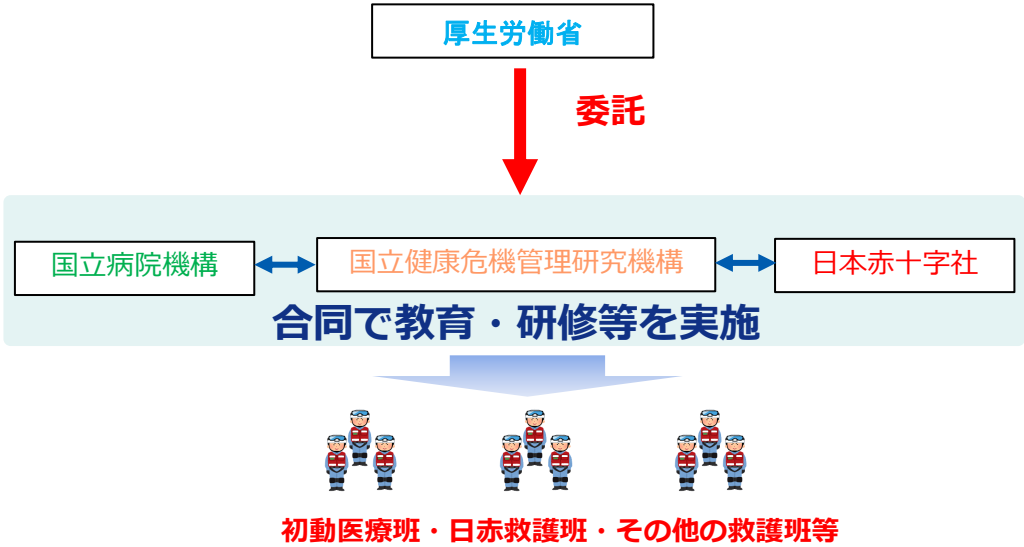 厚生労働省
委託
国立病院機構
国立健康危機管理研究機構
日本赤十字社
合同で教育・研修等を実施
初動医療班・日赤救護班・その他の救護班等